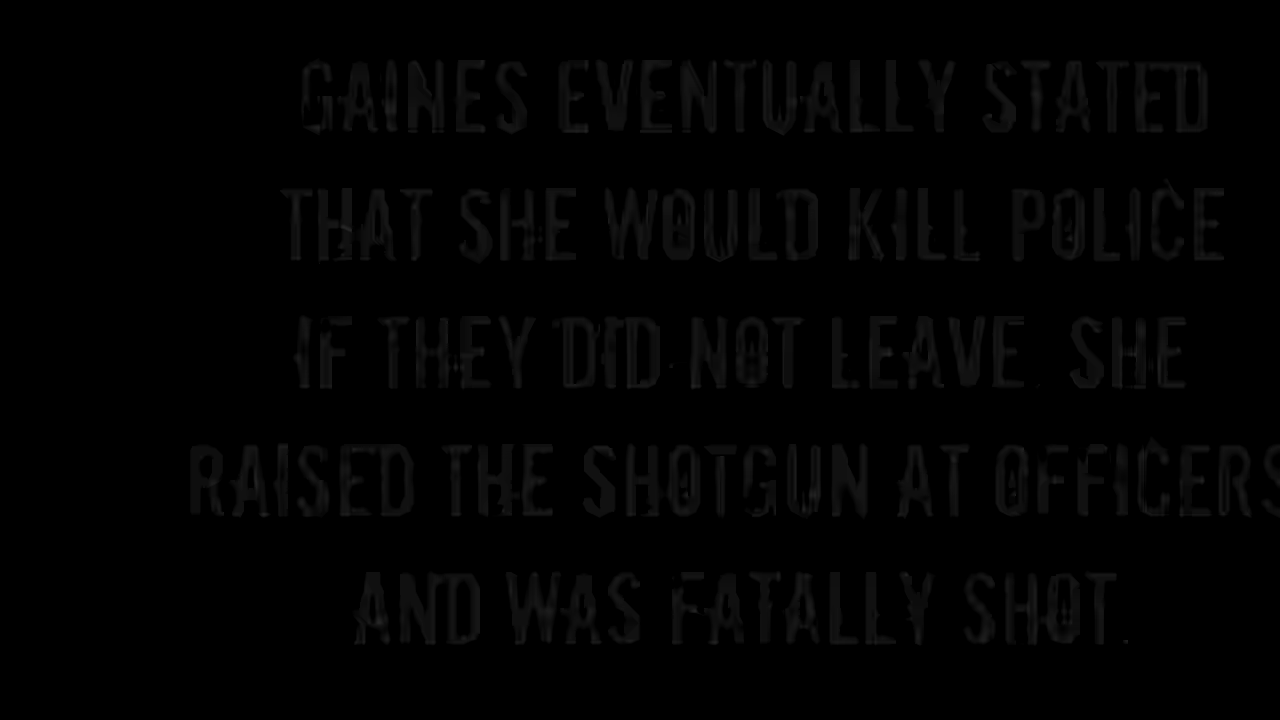 GAINES EVENTUALLY STATED
THAT SHE WOULD KILL POLICE
IF THEY DID NOT LEAVE. SHE
RAISED THE SHOTGUN AT OFFICERS
AND WAS FATALLY SHOT.